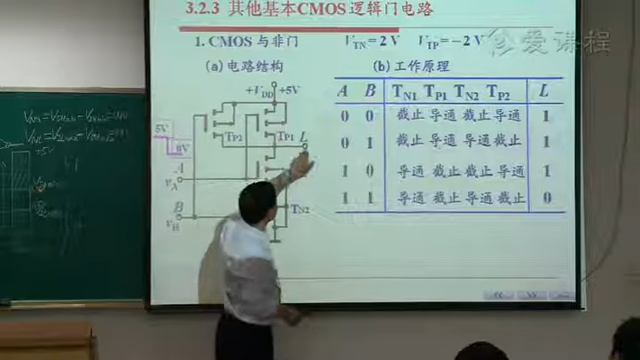 3.2.3 其他基本CMOS逻辑门电路
爱课程
1. CMOS 与非门 VTN=2 V VTP=−2 V
(a) 电路结构 (b) 工作原理
+VDD +5V
5V
0V
TP2 TP1 L
A
vA
B
TN2
A B TN1 TP1 TN2 TP2 L
0 0 截止 导通 截止 导通 1
0 1 截止 导通 导通 截止 1
1 0 导通 截止 截止 导通 1
1 1 导通 截止 导通 截止 0
+5V